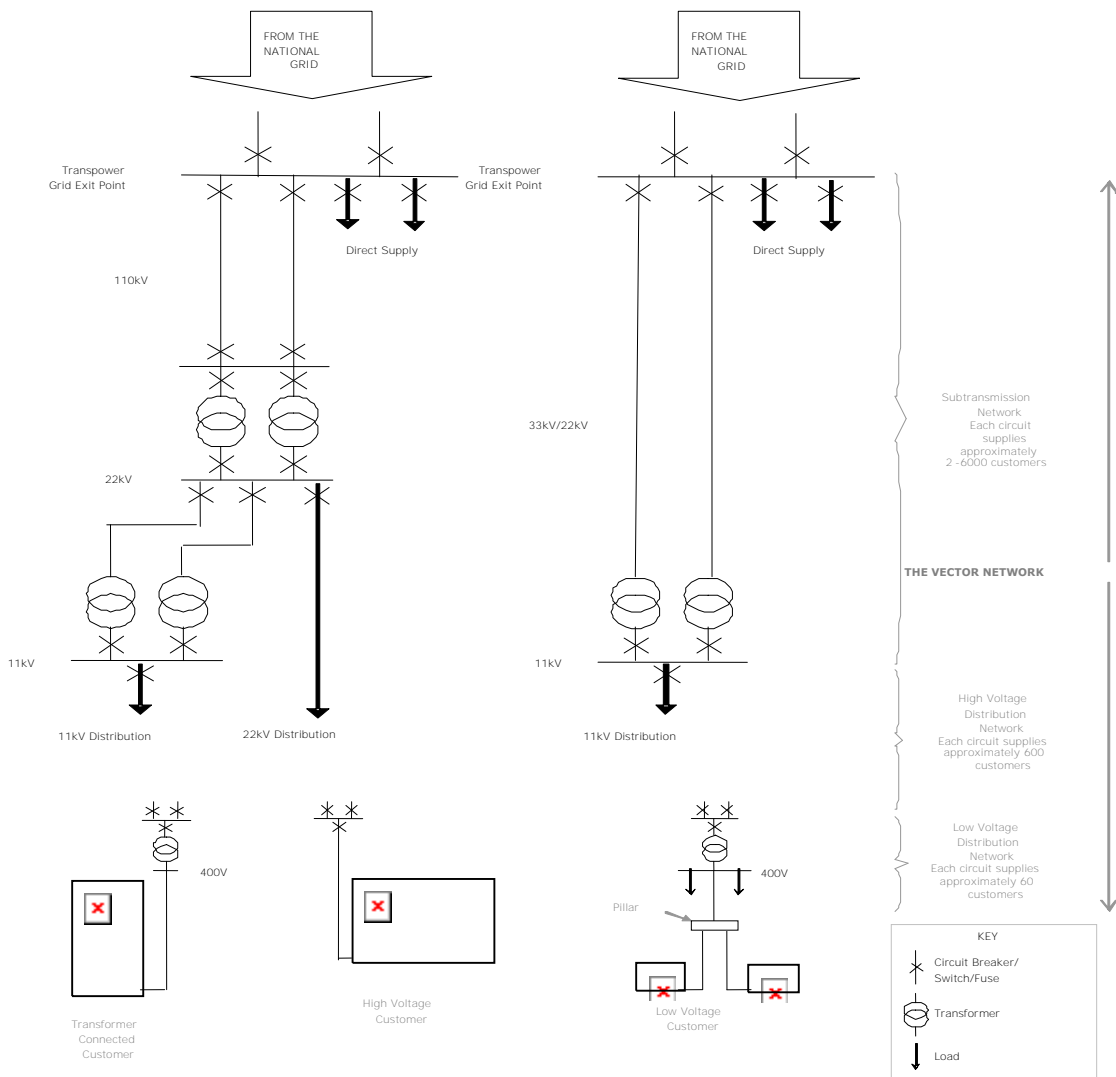 FROM THE
NATIONAL
GRID
FROM THE
NATIONAL
GRID
Transpower
Grid Exit Point
Transpower
Grid Exit Point
Direct Supply
Direct Supply
110kV
Subtransmission
Network
Each circuit
supplies
approximately
2 -6000 customers
33kV/22kV
22kV
THE VECTOR NETWORK
11kV
11kV
High Voltage
Distribution
Network
Each circuit supplies
approximately 600
customers
11kV Distribution
22kV Distribution
11kV Distribution
Low Voltage
Distribution
Network
Each circuit supplies
approximately 60
customers
400V
400V
Pillar
Transformer
Connected
Customer
High Voltage
Customer
Low Voltage
Customer
KEY
Circuit Breaker/
Switch/Fuse
Transformer
Load